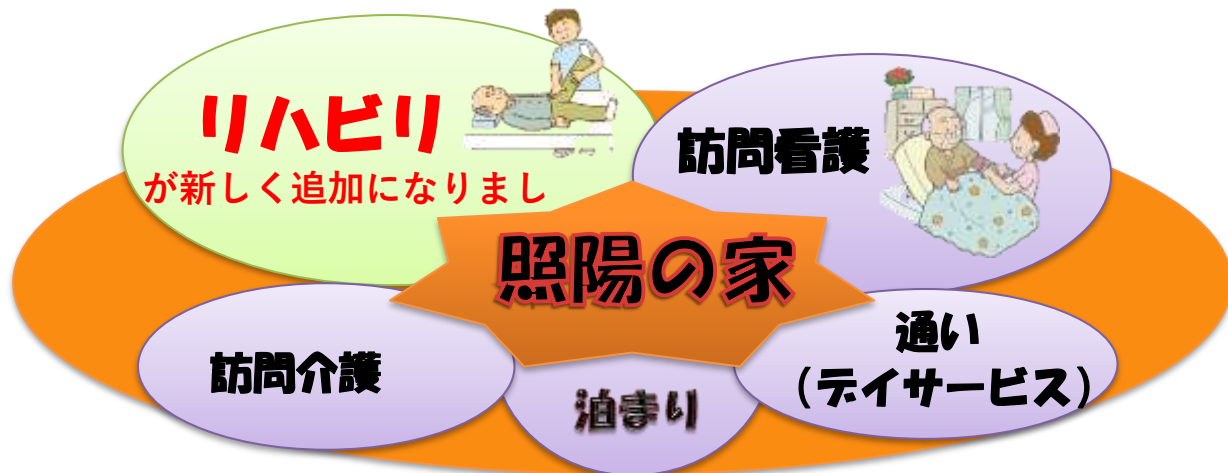 リハビリ
が新しく追加になりまし
訪問看護
照陽の家
訪問介護
泊まり
通い
（デイサービス）